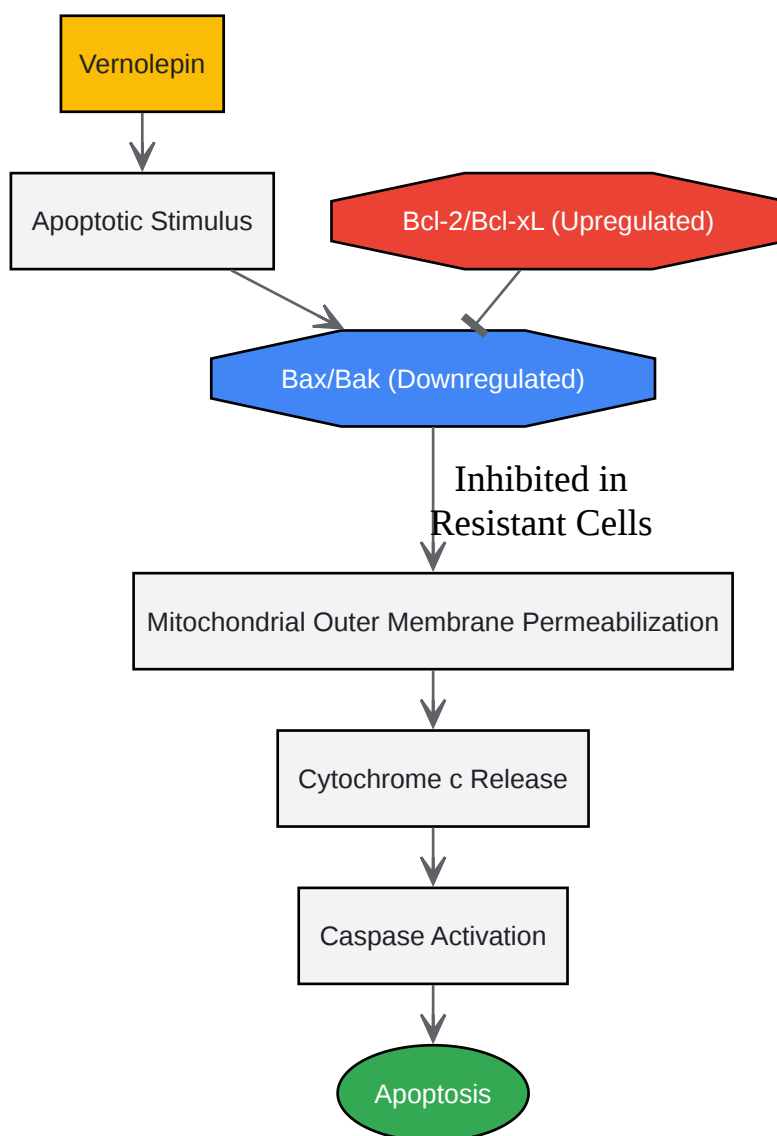 Vernolepin
Apoptotic Stimulus
Bcl-2/Bcl-xL (Upregulated)
Bax/Bak (Downregulated)
Inhibited in
Resistant Cells
Mitochondrial Outer Membrane Permeabilization
Cytochrome c Release
Caspase Activation
Apoptosis